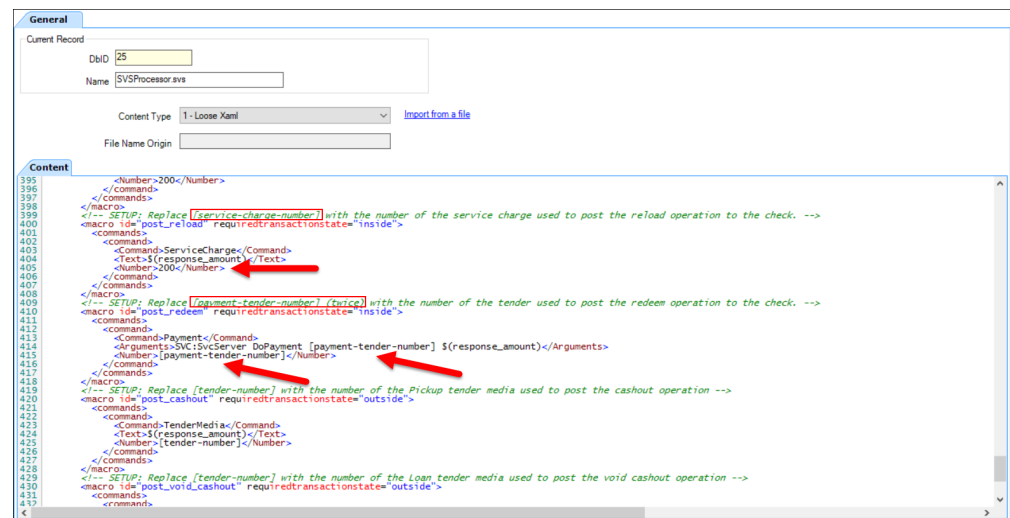 General
Current Record
DbID 25
Name SVSProcessor.svs
Content Type 1 - Loose Xaml Import from a file
File Name Origin
Content
395 <Number>200</Number>
396 </command>
397 </commands>
398 </macro>
399 <!-- SETUP: Replace [service-charge-number] with the number of the service charge used to post the reload operation to the check. -->
400 <macro id="post_reload" requiredtransactionstate="inside">
401 <commands>
402 <command>
403 <Command>ServiceCharge</Command>
404 <Text>$(response_amount)</Text>
405 <Number>200</Number>
406 </command>
407 </commands>
408 </macro>
409 <!-- SETUP: Replace [payment-tender-number] (twice) with the number of the tender used to post the redeem operation to the check. -->
410 <macro id="post_redeem" requiredtransactionstate="inside">
411 <commands>
412 <command>
413 <Command>Payment</Command>
414 <Arguments>SVC:SvcServer DoPayment [payment-tender-number] $(response_amount)</Arguments>
415 <Number>[payment-tender-number]</Number>
416 </command>
417 </commands>
418 </macro>
419 <!-- SETUP: Replace [tender-number] with the number of the Pickup tender media used to post the cashout operation -->
420 <macro id="post_cashout" requiredtransactionstate="outside">
421 <commands>
422 <command>
423 <Command>TenderMedia</Command>
424 <Text>$(response_amount)</Text>
425 <Number>[tender-number]</Number>
426 </command>
427 </commands>
428 </macro>
429 <!-- SETUP: Replace [tender-number] with the number of the Loan tender media used to post the void cashout operation -->
430 <macro id="post_void_cashout" requiredtransactionstate="outside">
431 <commands>
432 <command>